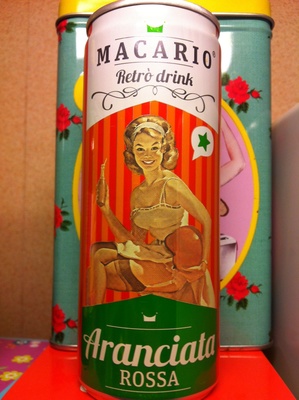 MACARIO®
Retrò drink
Aranciata
ROSSA